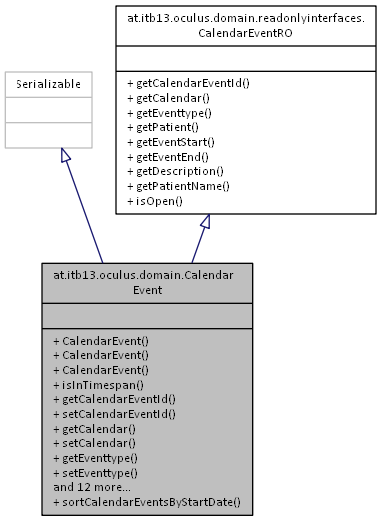 at.itb13.oculus.domain.readonlyinterfaces.
CalendarEventRO
+ getCalendarEventId()
+ getCalendar()
+ getEventtype()
+ getPatient()
+ getEventStart()
+ getEventEnd()
+ getDescription()
+ getPatientName()
+ isOpen()
Serializable
at.itb13.oculus.domain.Calendar
Event
+ CalendarEvent()
+ CalendarEvent()
+ CalendarEvent()
+ isInTimespan()
+ getCalendarEventId()
+ setCalendarEventId()
+ getCalendar()
+ setCalendar()
+ getEventtype()
+ setEventtype()
and 12 more...
+ sortCalendarEventsByStartDate()